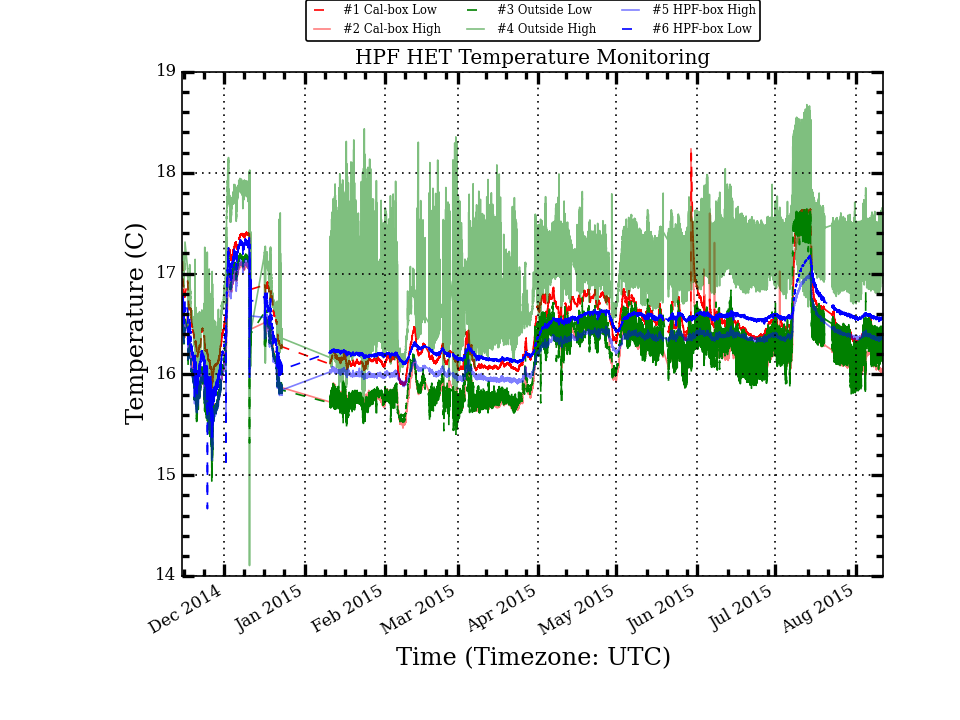 #1 Cal-box Low #3 Outside Low #5 HPF-box High
#2 Cal-box High #4 Outside High #6 HPF-box Low
HPF HET Temperature Monitoring
19
18
17
16
15
14
Temperature (C)
Dec 2014 Jan 2015 Feb 2015 Mar 2015 Apr 2015 May 2015 Jun 2015 Jul 2015 Aug 2015
Time (Timezone: UTC)